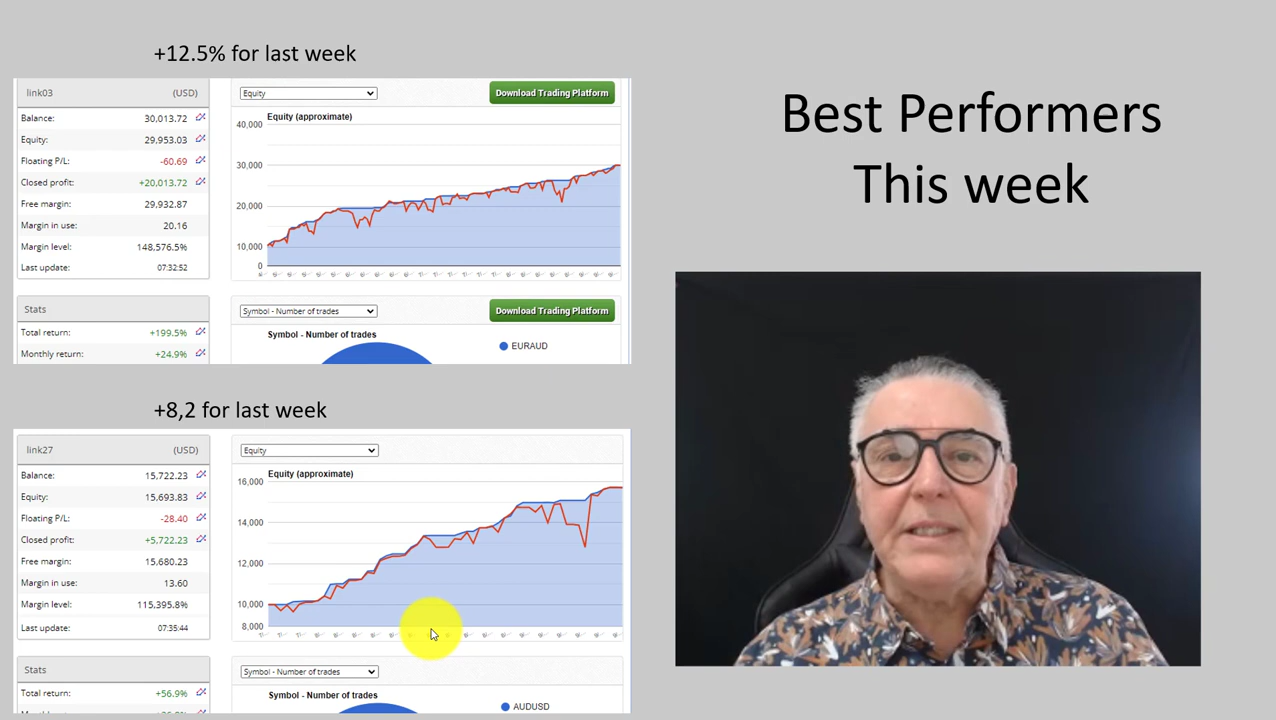 +12.5% for last week
link03 (USD)
Balance: 30,013.72
Equity: 29,953.03
Floating P/L: -60.69
Closed profit: +20,013.72
Free margin: 29,932.87
Margin in use: 20.16
Margin level: 148,576.5%
Last update: 07:32:52
Equity
Download Trading Platform
Equity (approximate)
40,000
30,000
20,000
10,000
0
Stats
Total return: +199.5%
Monthly return: +24.9%
Symbol - Number of trades
Download Trading Platform
Symbol - Number of trades
EURAUD
+8,2 for last week
link27 (USD)
Balance: 15,722.23
Equity: 15,693.83
Floating P/L: -28.40
Closed profit: +5,722.23
Free margin: 15,680.23
Margin in use: 13.60
Margin level: 115,395.8%
Last update: 07:35:44
Equity
Equity (approximate)
16,000
14,000
12,000
10,000
8,000
Stats
Total return: +56.9%
Symbol - Number of trades
Symbol - Number of trades
AUDUSD
Best Performers
This week